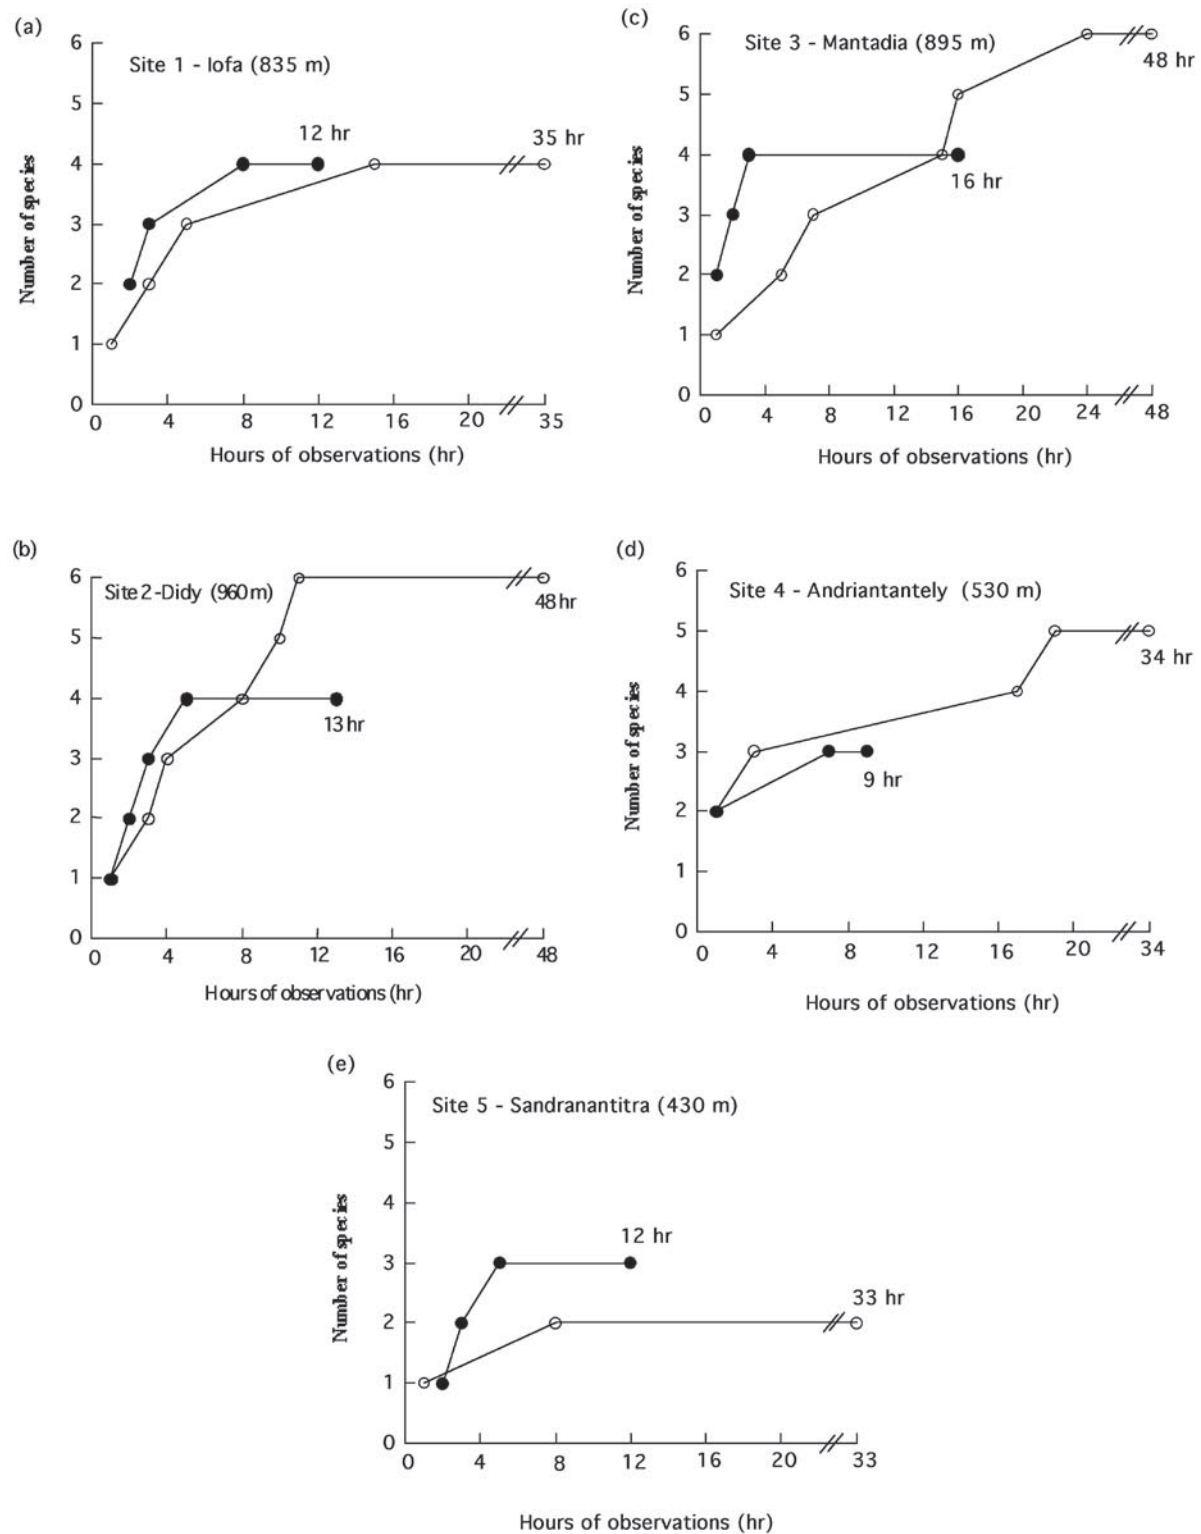 (a)
Site 1 - Iofa (835 m)
6
5
4
3
2
1
0
Number of species
12 hr
35 hr
0 4 8 12 16 20 35
Hours of observations (hr)
(b)
Site 2-Didy (960 m)
6
5
4
3
2
1
0
Number of species
48 hr
13 hr
0 4 8 12 16 20 48
Hours of observations (hr)
(c)
Site 3 - Mantadia (895 m)
6
5
4
3
2
1
0
Number of species
48 hr
16 hr
0 4 8 12 16 20 24 48
Hours of observations (hr)
(d)
Site 4 - Andriantantely (530 m)
6
5
4
3
2
1
0
Number of species
34 hr
9 hr
0 4 8 12 16 20 34
Hours of observations (hr)
(e)
Site 5 - Sandranantitra (430 m)
6
5
4
3
2
1
0
Number of species
12 hr
33 hr
0 4 8 12 16 20 33
Hours of observations (hr)